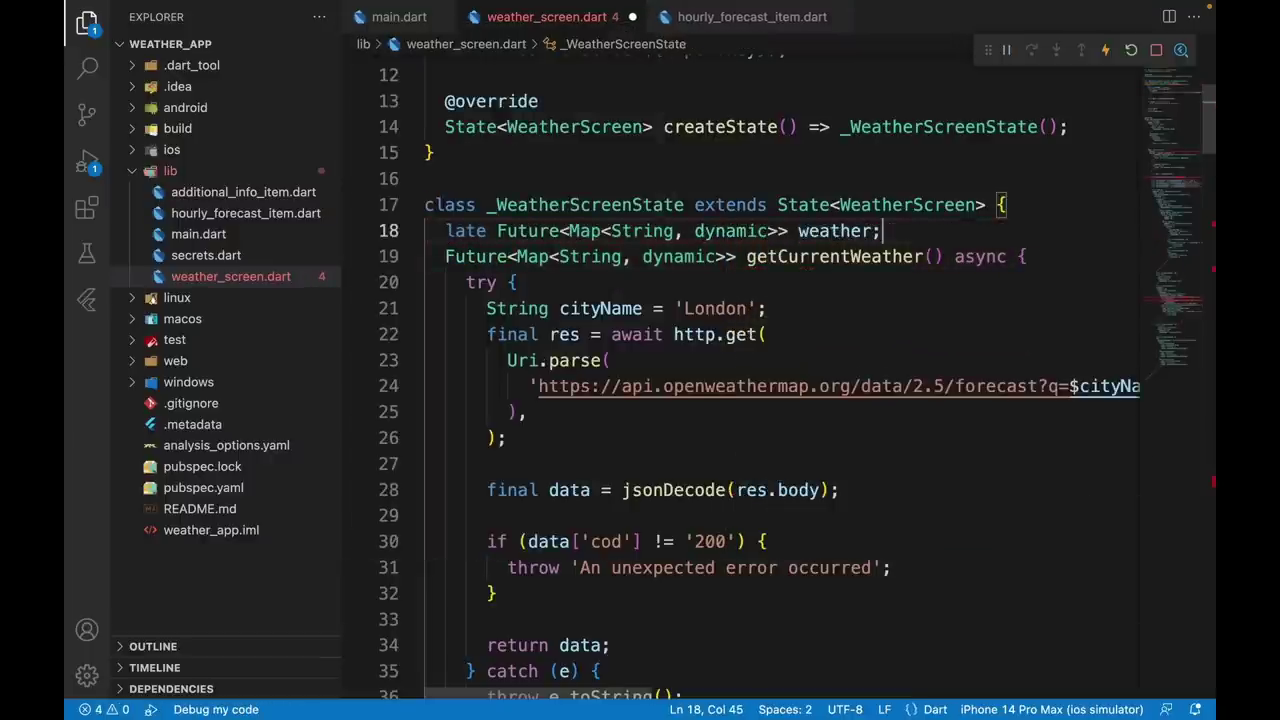 EXPLORER
main.dart
weather_screen.dart 4
hourly_forecast_item.dart
WEATHER_APP
lib > weather_screen.dart > _WeatherScreenState
.dart_tool
.idea
android
build
ios
lib
additional_info_item.dart
hourly_forecast_item.dart
main.dart
secrets.dart
weather_screen.dart 4
linux
macos
test
web
windows
.gitignore
.metadata
analysis_options.yaml
pubspec.lock
pubspec.yaml
README.md
weather_app.iml
OUTLINE
TIMELINE
DEPENDENCIES
1
1
12
13 @override
14 State<WeatherScreen> createState() => _WeatherScreenState();
15 }
16
17 class _WeatherScreenState extends State<WeatherScreen> {
18 late Future<Map<String, dynamic>> weather;
19 Future<Map<String, dynamic>> getCurrentWeather() async {
20 try {
21 String cityName = 'London';
22 final res = await http.get(
23 Uri.parse(
24 'https://api.openweathermap.org/data/2.5/forecast?q=$cityNa
25 ),
26 );
27
28 final data = jsonDecode(res.body);
29
30 if (data['cod'] != '200') {
31 throw 'An unexpected error occurred';
32 }
33
34 return data;
35 } catch (e) {
36 throw e.toString();
4 0 Debug my code Ln 18, Col 45 Spaces: 2 UTF-8 LF {} Dart iPhone 14 Pro Max (ios simulator)